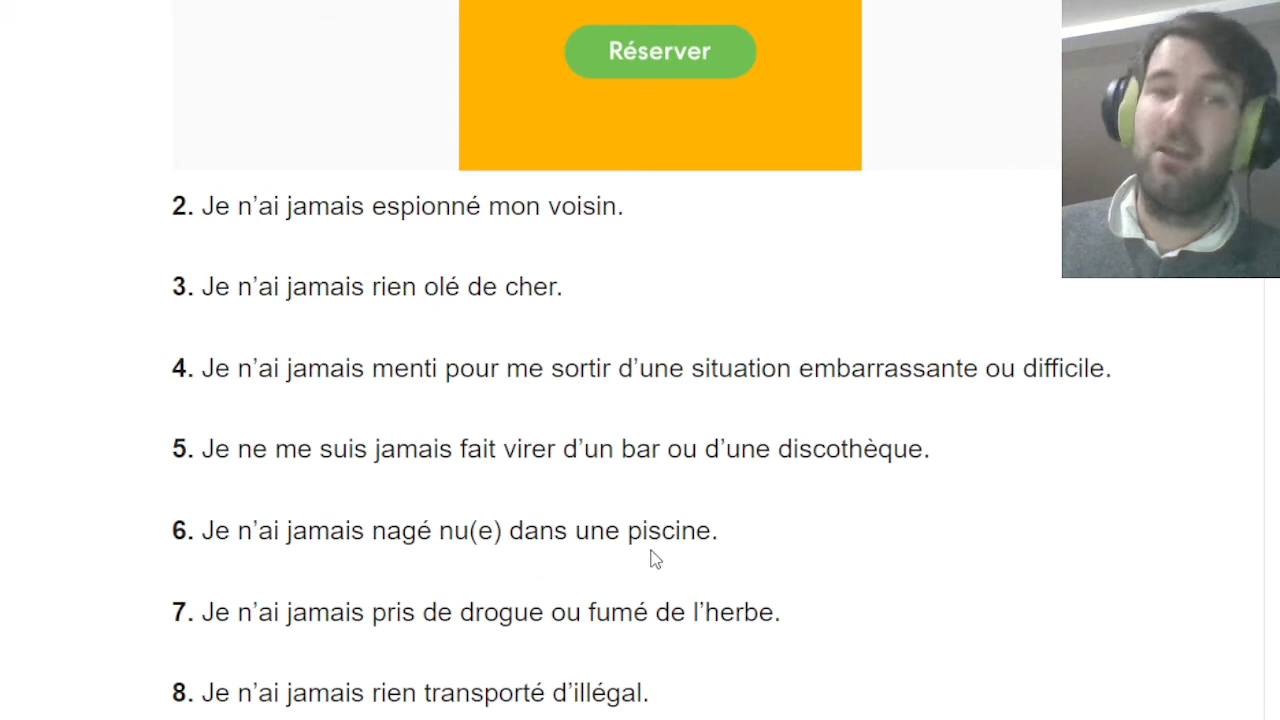 Réserver
2. Je n’ai jamais espionné mon voisin.
3. Je n’ai jamais rien olé de cher.
4. Je n’ai jamais menti pour me sortir d’une situation embarrassante ou difficile.
5. Je ne me suis jamais fait virer d’un bar ou d’une discothèque.
6. Je n’ai jamais nagé nu(e) dans une piscine.
7. Je n’ai jamais pris de drogue ou fumé de l’herbe.
8. Je n’ai jamais rien transporté d’illégal.